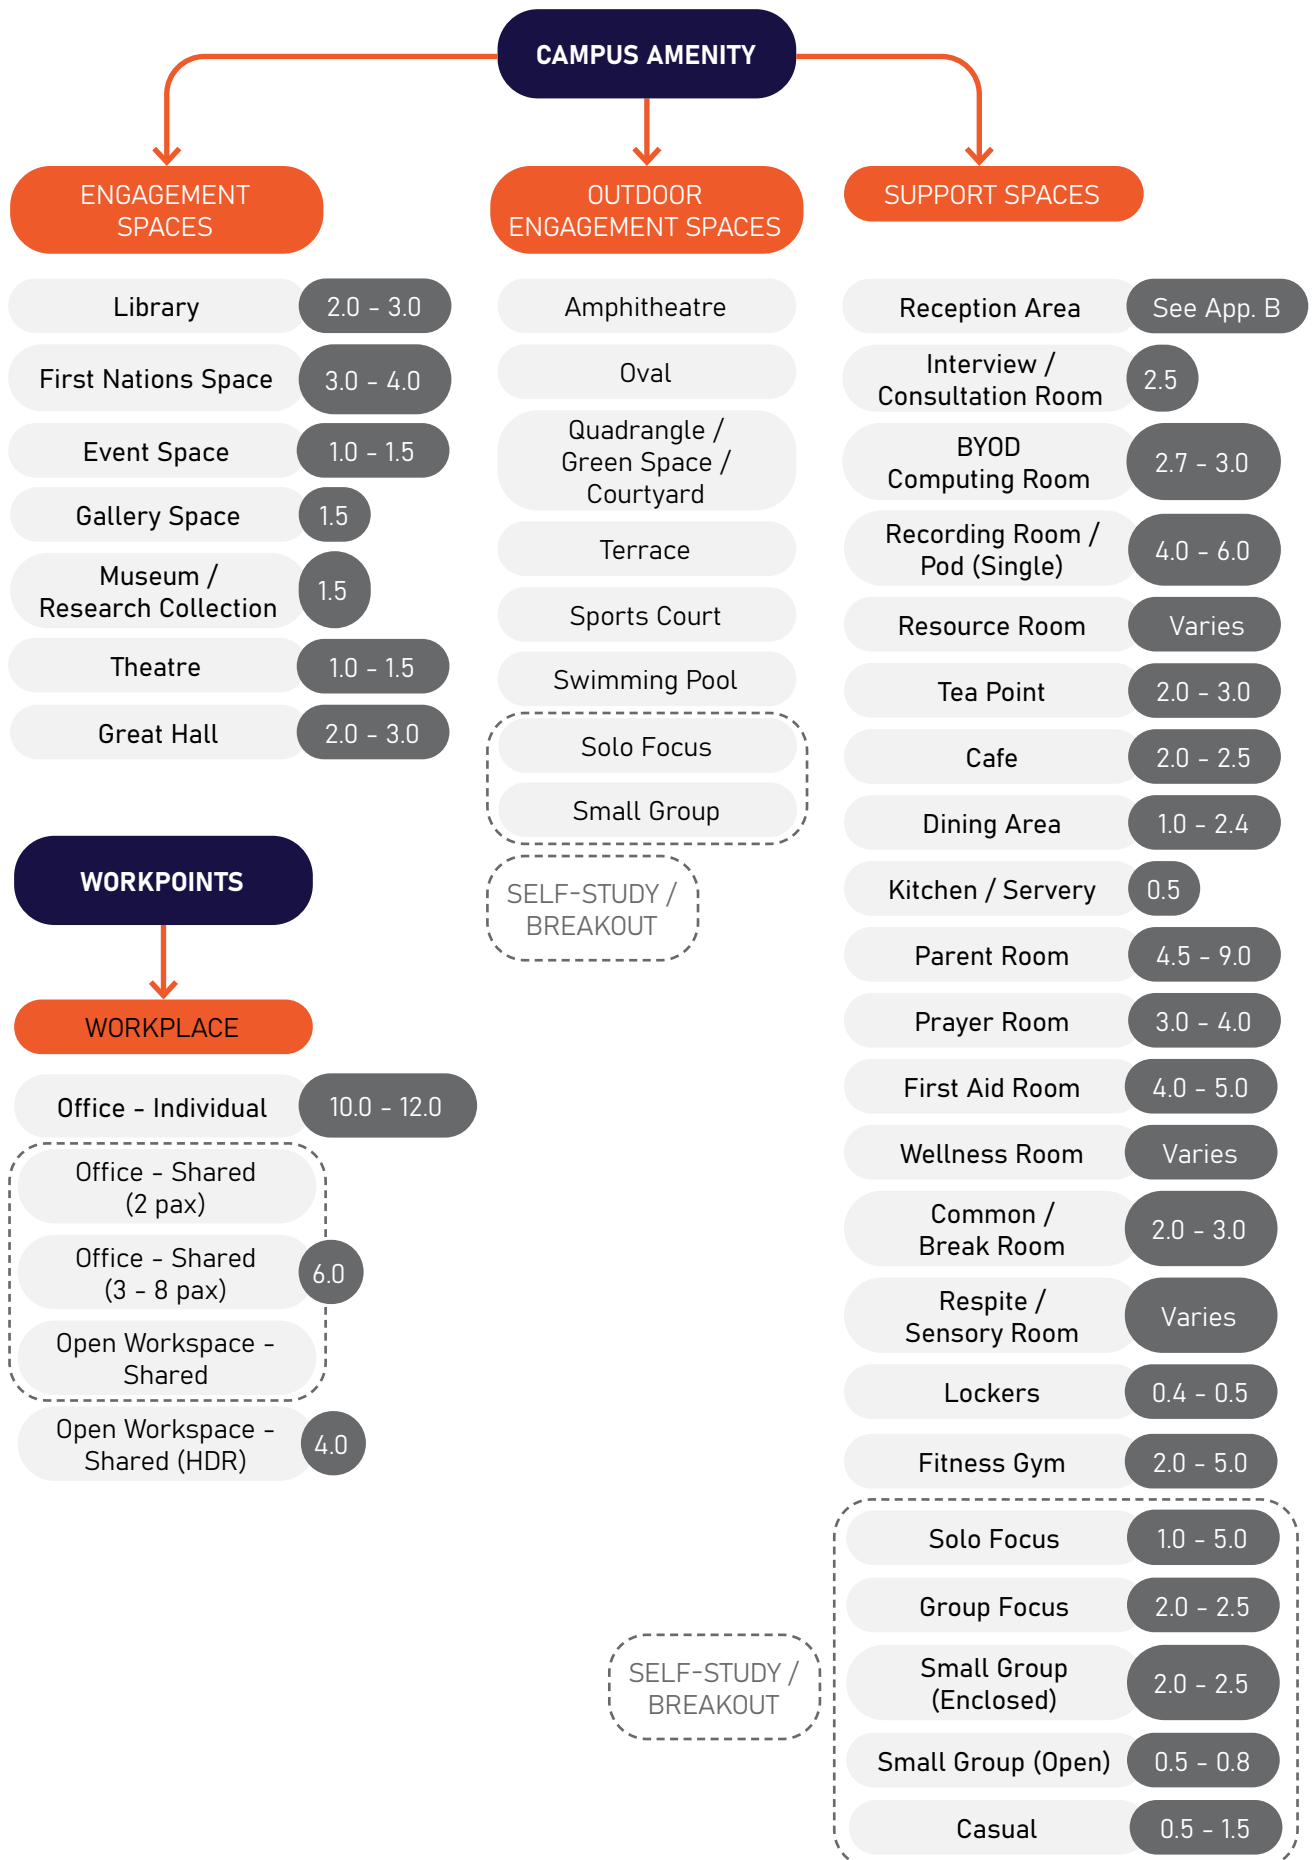 CAMPUS AMENITY
ENGAGEMENT
SPACES
Library
2.0 - 3.0
First Nations Space
3.0 - 4.0
Event Space
1.0 - 1.5
Gallery Space
1.5
Museum /
Research Collection
1.5
Theatre
1.0 - 1.5
Great Hall
2.0 - 3.0
OUTDOOR
ENGAGEMENT SPACES
Amphitheatre
Oval
Quadrangle /
Green Space /
Courtyard
Terrace
Sports Court
Swimming Pool
Solo Focus
Small Group
SELF-STUDY /
BREAKOUT
SUPPORT SPACES
Reception Area
See App. B
Interview /
Consultation Room
2.5
BYOD
Computing Room
2.7 - 3.0
Recording Room /
Pod (Single)
4.0 - 6.0
Resource Room
Varies
Tea Point
2.0 - 3.0
Cafe
2.0 - 2.5
Dining Area
1.0 - 2.4
Kitchen / Servery
0.5
Parent Room
4.5 - 9.0
Prayer Room
3.0 - 4.0
First Aid Room
4.0 - 5.0
Wellness Room
Varies
Common /
Break Room
2.0 - 3.0
Respite /
Sensory Room
Varies
Lockers
0.4 - 0.5
Fitness Gym
2.0 - 5.0
Solo Focus
1.0 - 5.0
Group Focus
2.0 - 2.5
Small Group
(Enclosed)
2.0 - 2.5
Small Group (Open)
0.5 - 0.8
Casual
0.5 - 1.5
SELF-STUDY /
BREAKOUT
WORKPOINTS
WORKPLACE
Office - Individual
10.0 - 12.0
Office - Shared
(2 pax)
Office - Shared
(3 - 8 pax)
6.0
Open Workspace -
Shared
Open Workspace -
Shared (HDR)
4.0